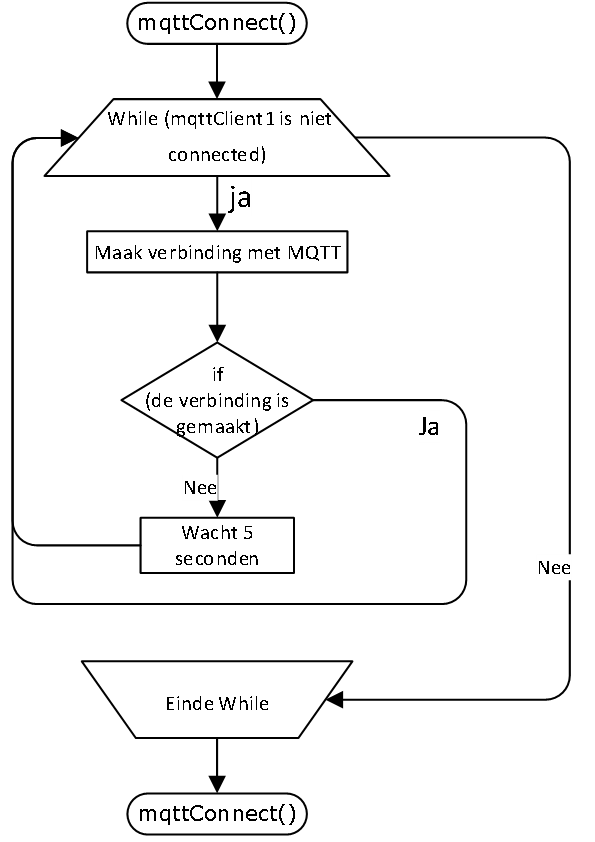 mqttConnect()
While (mqttClient1 is niet
connected)
ja
Maak verbinding met MQTT
if
(de verbinding is
gemaakt)
Ja
Nee
Wacht 5
seconden
Nee
Einde While
mqttConnect()